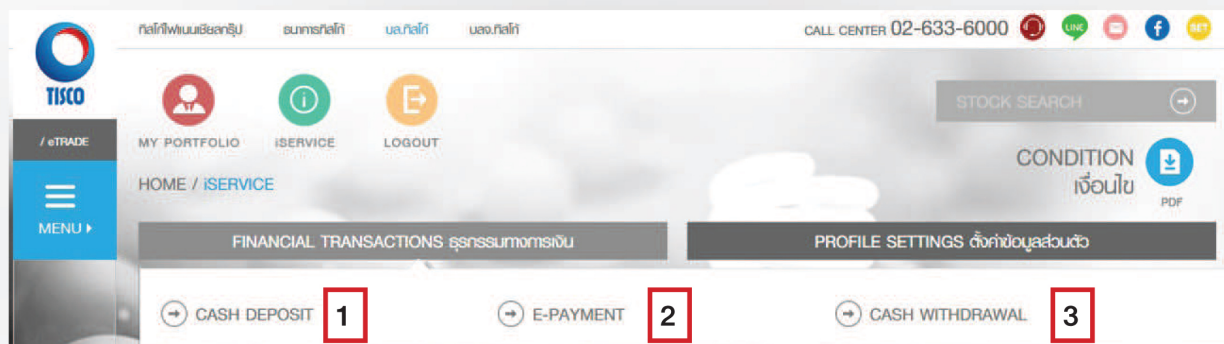 ทิสโก้ไฟแนนเชียลกรุ๊ป ธนาคารทิสโก้ บล.ทิสโก้ บลจ.ทิสโก้ CALL CENTER 02-633-6000 LINE SET
TISCO
STOCK SEARCH
/ eTRADE
MY PORTFOLIO iSERVICE LOGOUT
CONDITION
เงื่อนไข
PDF
HOME / iSERVICE
MENU
FINANCIAL TRANSACTIONS ธุรกรรมทางการเงิน PROFILE SETTINGS ตั้งค่าข้อมูลส่วนตัว
CASH DEPOSIT 1 E-PAYMENT 2 CASH WITHDRAWAL 3